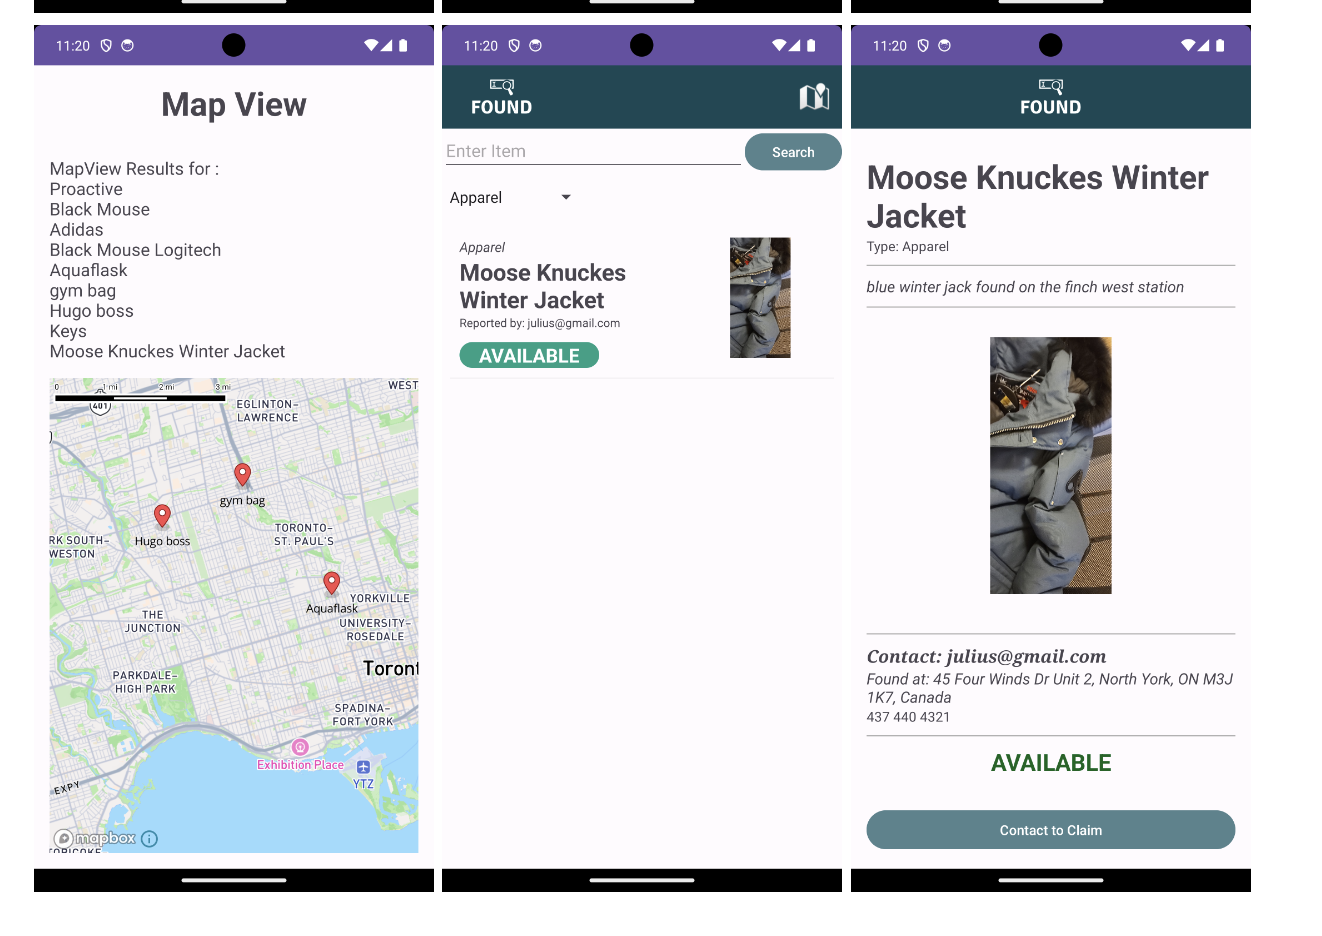 11:20
Map View
MapView Results for :
Proactive
Black Mouse
Adidas
Black Mouse Logitech
Aquaflask
gym bag
Hugo boss
Keys
Moose Knuckes Winter Jacket
0 1 mi 2 mi 3 mi
WEST
401
EGLINTON-
LAWRENCE
gym bag
TORONTO-
ST. PAUL'S
RK SOUTH-
WESTON
Hugo boss
Aquaflask
YORKVILLE
UNIVERSITY-
ROSEDALE
THE
JUNCTION
Toront
PARKDALE-
HIGH PARK
SPADINA-
FORT YORK
Exhibition Place
YTZ
EXPY
mapbox
TOBICOKE
11:20
FOUND
Enter Item
Search
Apparel
Apparel
Moose Knuckes
Winter Jacket
Reported by: julius@gmail.com
AVAILABLE
11:20
FOUND
Moose Knuckes Winter
Jacket
Type: Apparel
blue winter jack found on the finch west station
Contact: julius@gmail.com
Found at: 45 Four Winds Dr Unit 2, North York, ON M3J
1K7, Canada
437 440 4321
AVAILABLE
Contact to Claim